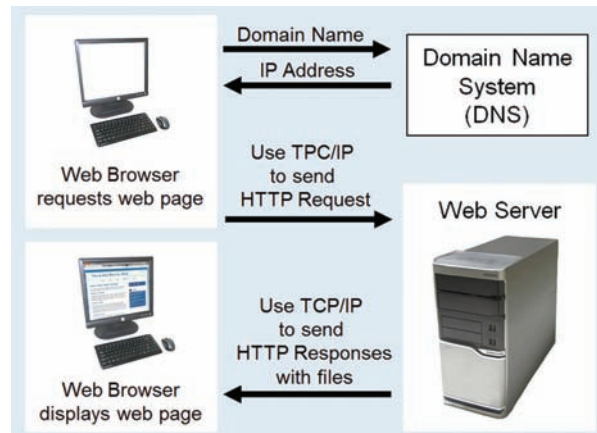 Domain Name
IP Address
Domain Name
System
(DNS)
Web Browser
requests web page
Use TPC/IP
to send
HTTP Request
Web Server
Use TCP/IP
to send
HTTP Responses
with files
Web Browser
displays web page